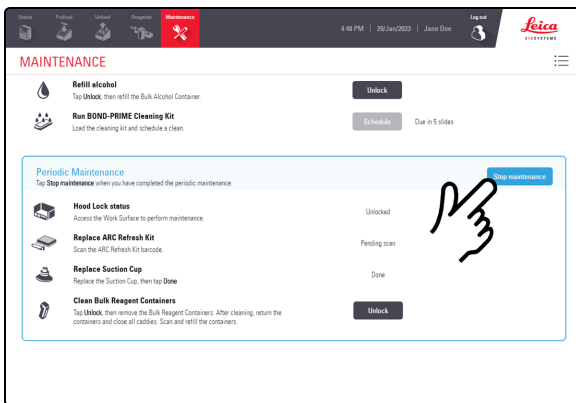 Status Preload Unload Reagents Maintenance 4:48 PM | 29/Jan/2023 | Jane Doe Log out
Leica
BIOSYSTEMS
MAINTENANCE
Refill alcohol
Tap Unlock, then refill the Bulk Alcohol Container.
Unlock
Run BOND-PRIME Cleaning Kit
Load the cleaning kit and schedule a clean.
Schedule Due in 5 slides
Periodic Maintenance
Tap Stop maintenance when you have completed the periodic maintenance.
Stop maintenance
Hood Lock status
Access the Work Surface to perform maintenance.
Unlocked
Replace ARC Refresh Kit
Scan the ARC Refresh Kit barcode.
Pending scan
Replace Suction Cup
Replace the Suction Cup, then tap Done
Done
Clean Bulk Reagent Containers
Tap Unlock, then remove the Bulk Reagent Containers. After cleaning, return the
containers and close all caddies. Scan and refill the containers.
Unlock